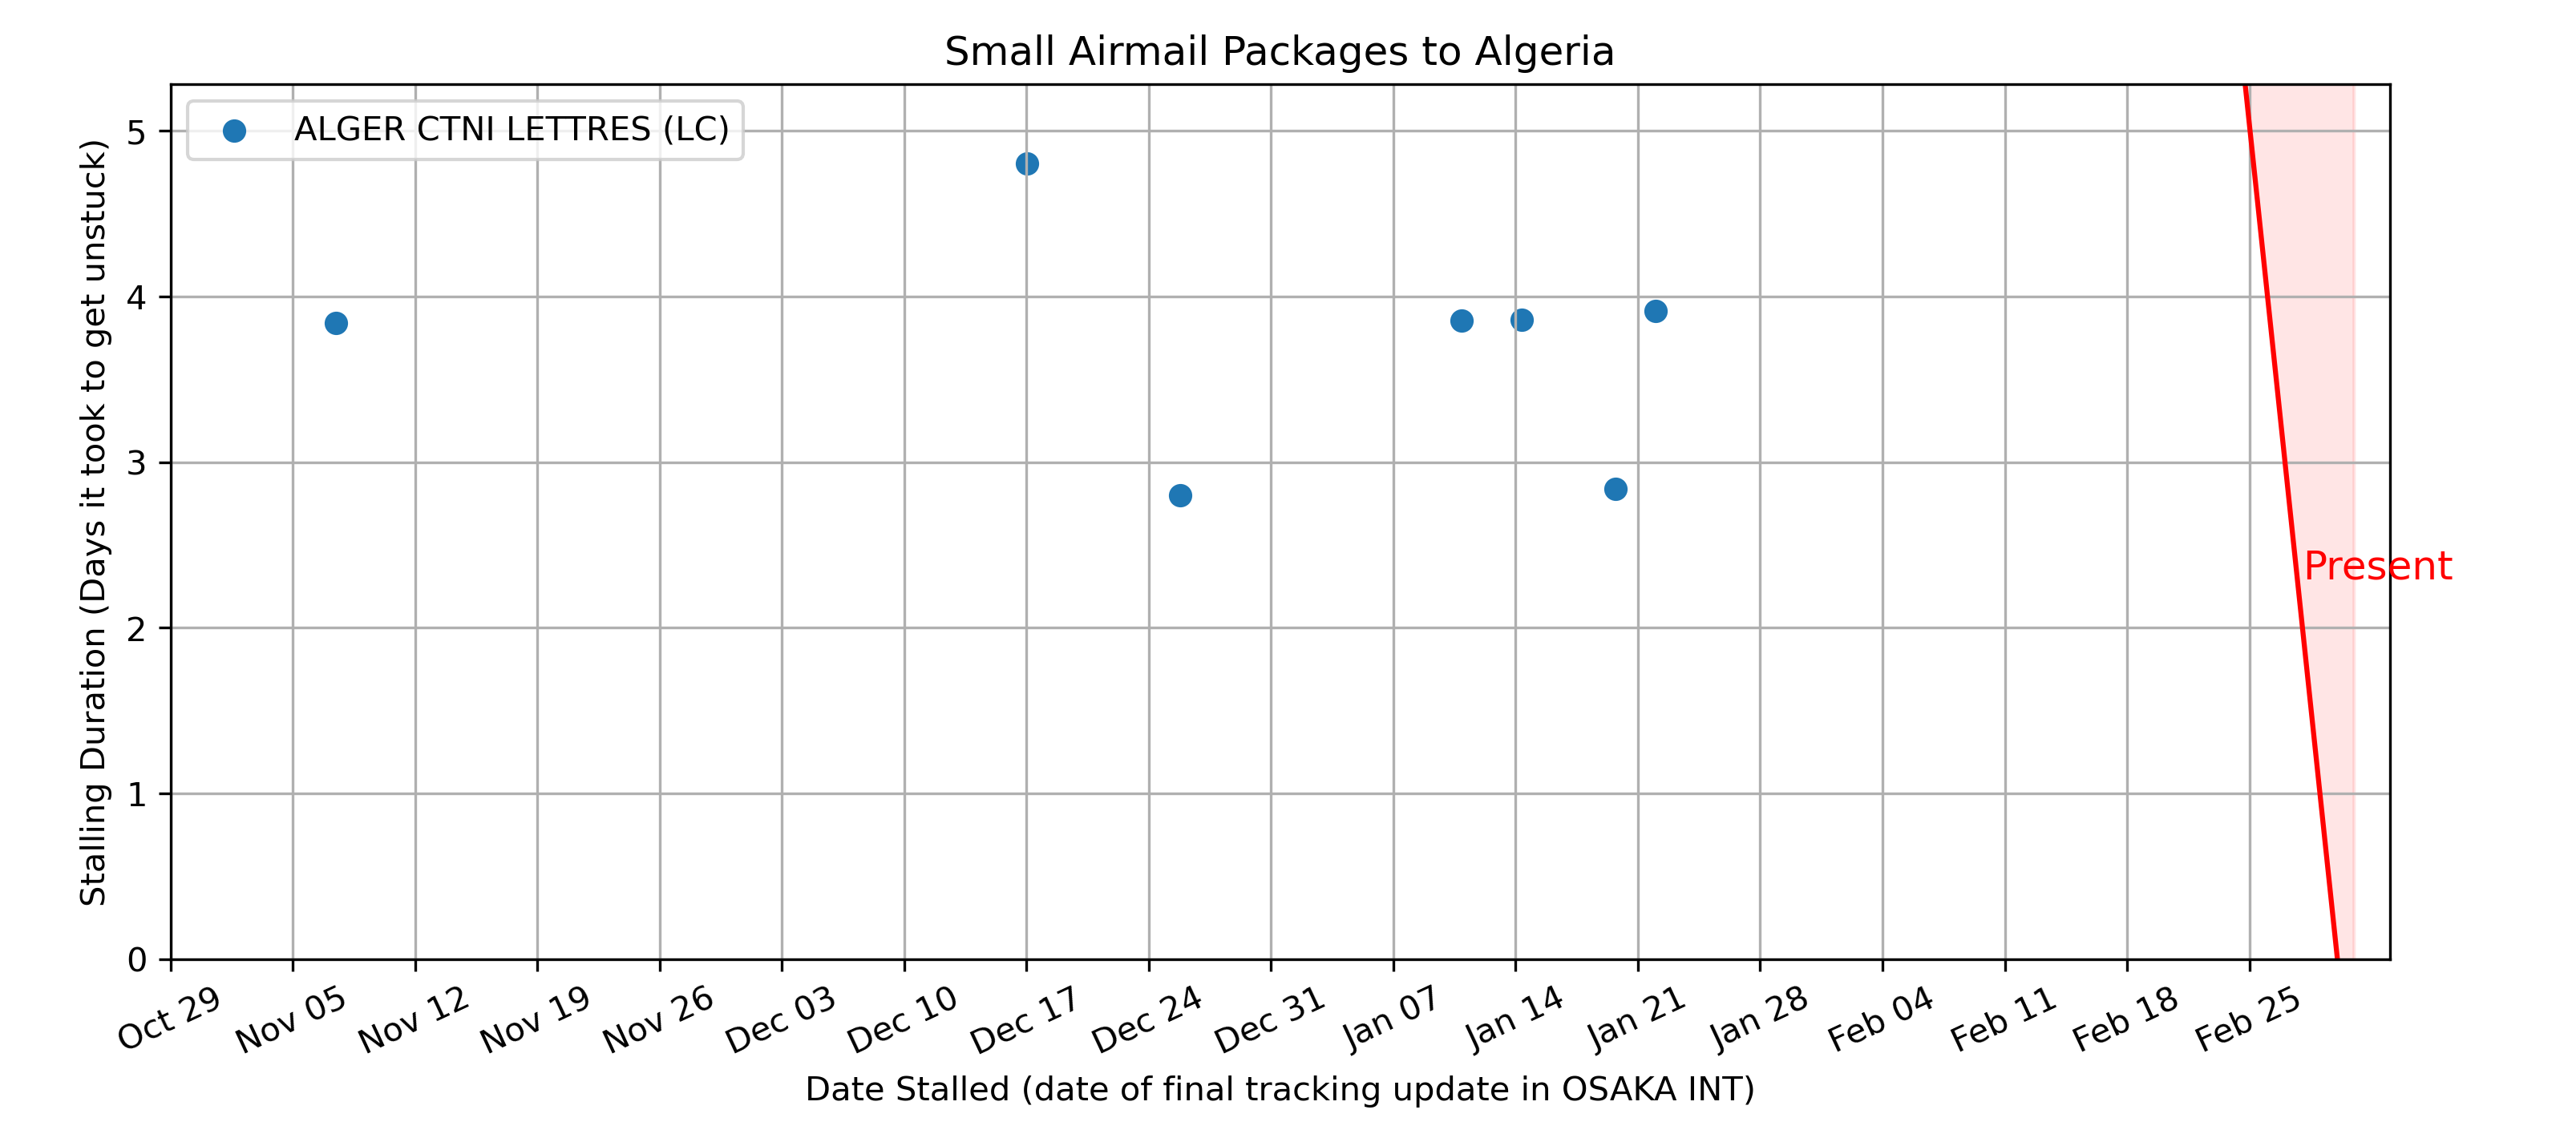 Small Airmail Packages to Algeria
ALGER CTNI LETTRES (LC)
Stalling Duration (Days it took to get unstuck)
5
4
3
2
1
0
Present
Oct 29
Nov 05
Nov 12
Nov 19
Nov 26
Dec 03
Dec 10
Dec 17
Dec 24
Dec 31
Jan 07
Jan 14
Jan 21
Jan 28
Feb 04
Feb 11
Feb 18
Feb 25
Date Stalled (date of final tracking update in OSAKA INT)